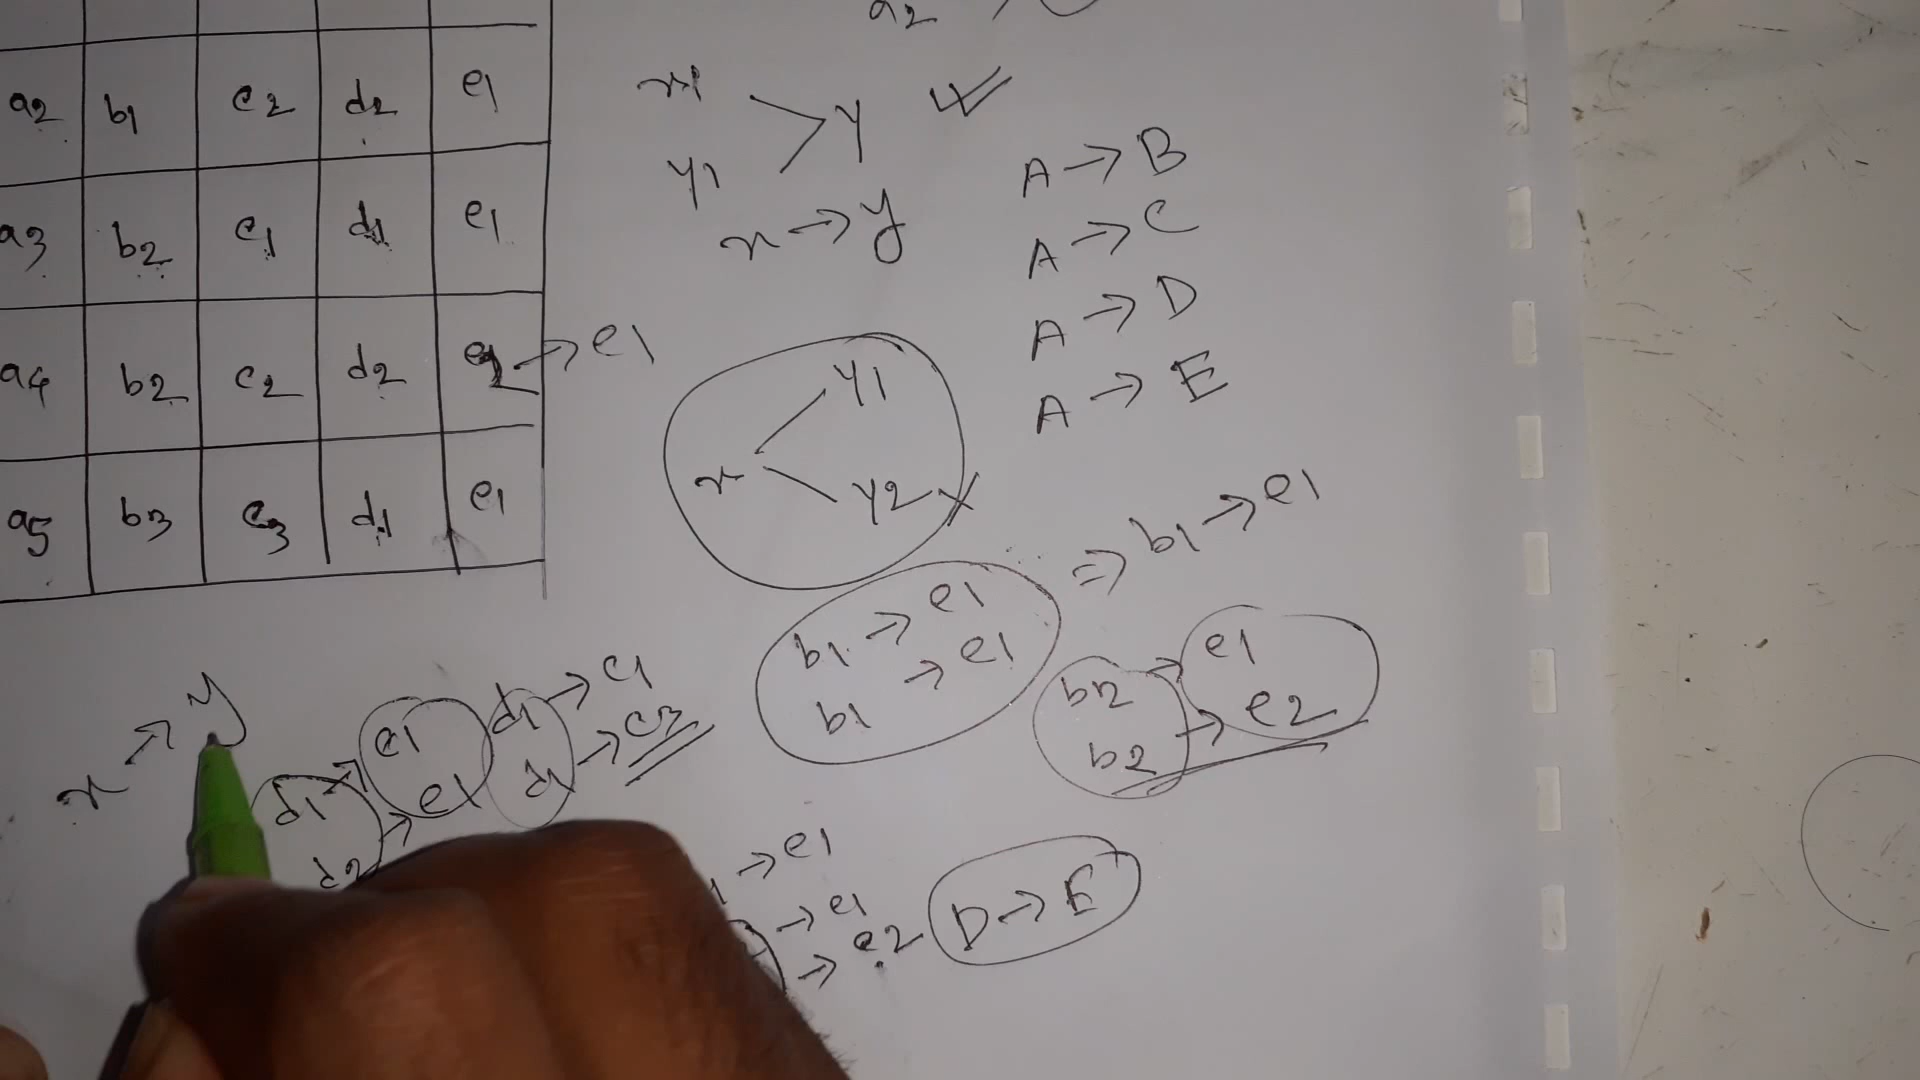 a2
a2 b1 c2 d2 e1
a3 b2 c1 d1 e1
a4 b2 c2 d2 → e1
a5 b3 c3 d1 e1
x1
y1
y
x → y
A → B
A → C
A → D
A → E
x
y1
y2 x
b1 → e1
b1 → e1
⇒ b1 → e1
b2 → e1
b2 → e2
x → y
d1 → e1
d2 → e1
d1 → c1
d1 → c3
→ e1
→ e1
→ e2
D → E